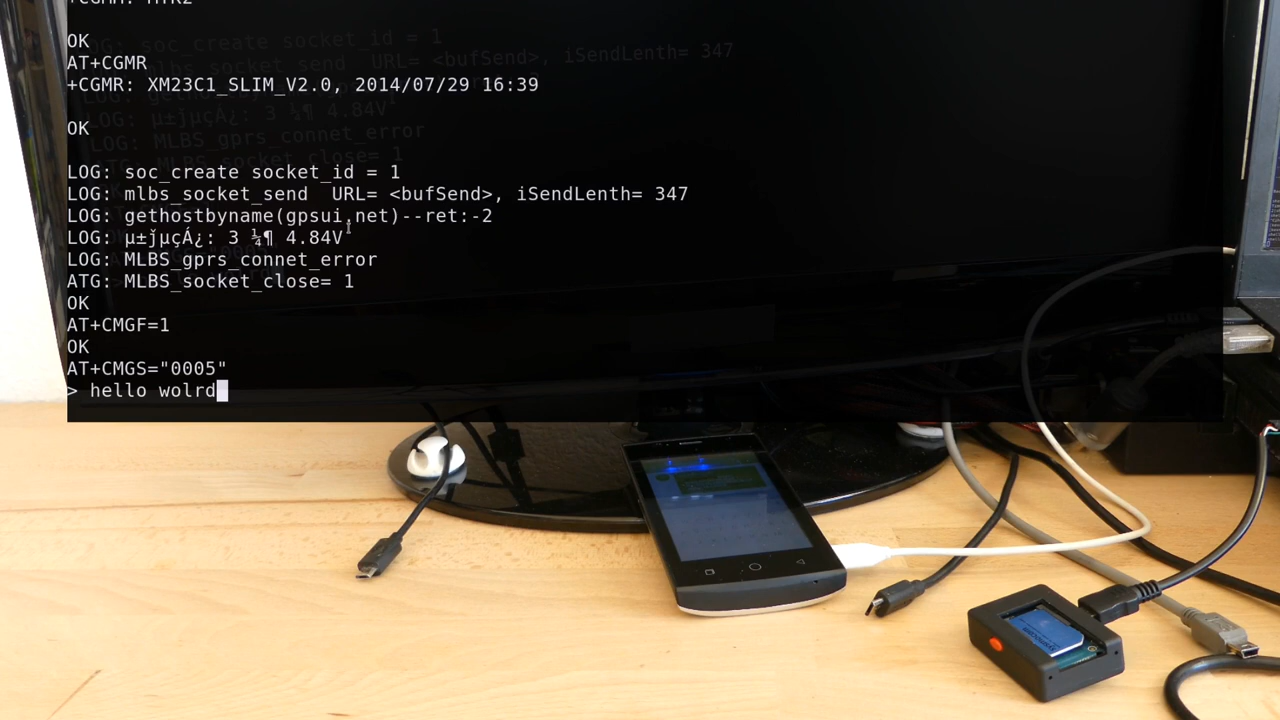 OK
AT+CGMR
+CGMR: XM23C1_SLIM_V2.0, 2014/07/29 16:39
OK
LOG: soc_create socket_id = 1
LOG: mlbs_socket_send  URL= <bufSend>, iSendLenth= 347
LOG: gethostbyname(gpsui.net)--ret:-2
LOG: µ±ǰµçÁ¿: 3 ¼¶ 4.84V
LOG: MLBS_gprs_connet_error
ATG: MLBS_socket_close= 1
OK
AT+CMGF=1
OK
AT+CMGS="0005"
> hello wolrd